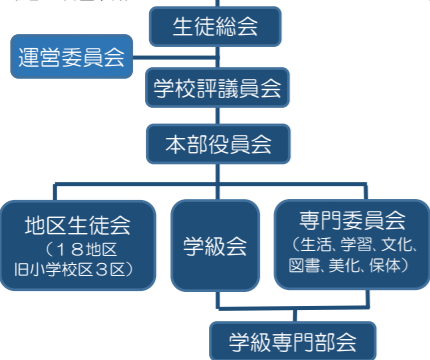 生徒総会
運営委員会
学校評議員会
本部役員会
地区生徒会
（１８地区
旧小学校区３区）
学級会
専門委員会
（生活、学習、文化、
図書、美化、保体）
学級専門部会